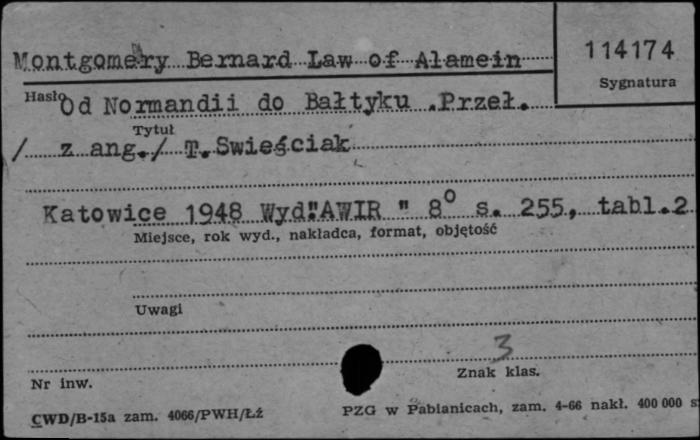 Montgomery Bernard Law of Alamein
114174
Sygnatura
Hasło
Od Normandii do Bałtyku .Przeł.
Tytuł
/ z ang./ T.Swieściak
Katowice 1948 Wyd."AWIR " 8° s. 255, tabl.2
Miejsce, rok wyd., nakładca, format, objętość
Uwagi
3
Nr inw.
Znak klas.
CWD/B-15a zam. 4066/PWH/Łź
PZG w Pabianicach, zam. 4-66 nakł. 400 000 s